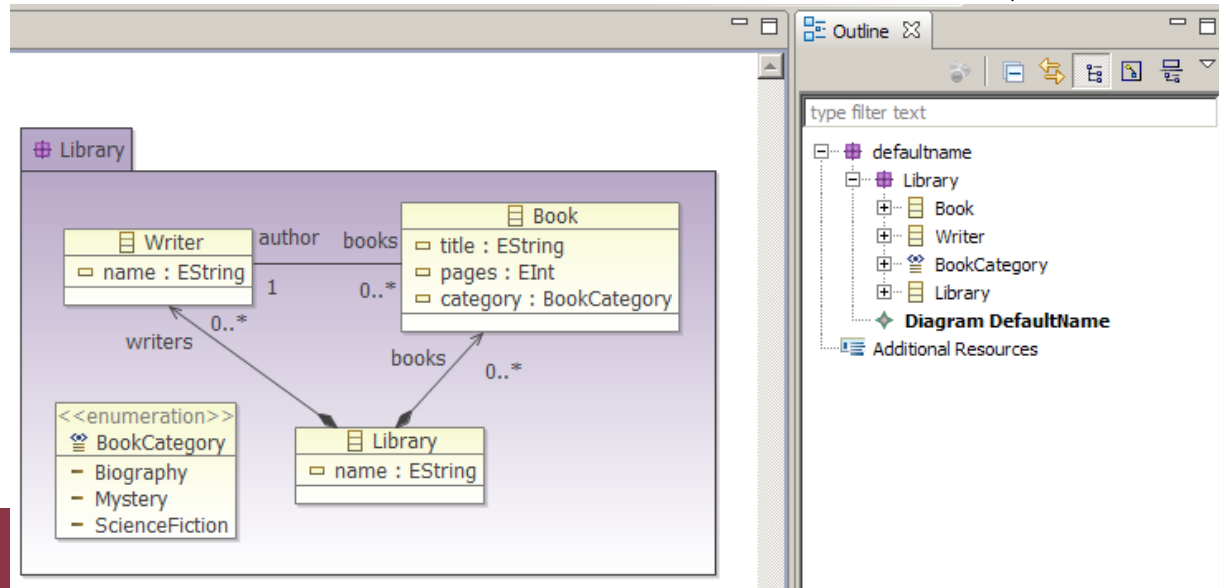 Outline
type filter text
defaultname
Library
Book
Writer
BookCategory
Library
Diagram DefaultName
Additional Resources
Library
Writer
name : EString
author
books
1
0..*
Book
title : EString
pages : EInt
category : BookCategory
0..*
writers
books
0..*
<<enumeration>>
BookCategory
Biography
Mystery
ScienceFiction
Library
name : EString